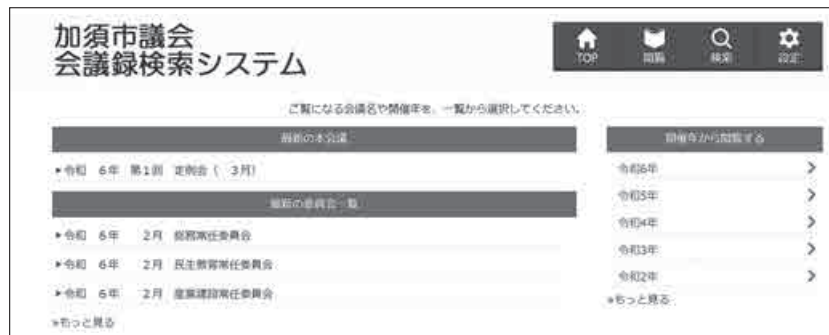 加須市議会
会議録検索システム
TOP
閲覧
検索
設定
ご覧になる会議名や開催年を、一覧から選択してください。
最新の本会議
▶令和 6年 第1回 定例会( 3月)
最新の委員会一覧
▶令和 6年 2月 総務常任委員会
▶令和 6年 2月 民生教育常任委員会
▶令和 6年 2月 産業建設常任委員会
»もっと見る
開催年から閲覧する
令和6年
令和5年
令和4年
令和3年
令和2年
»もっと見る